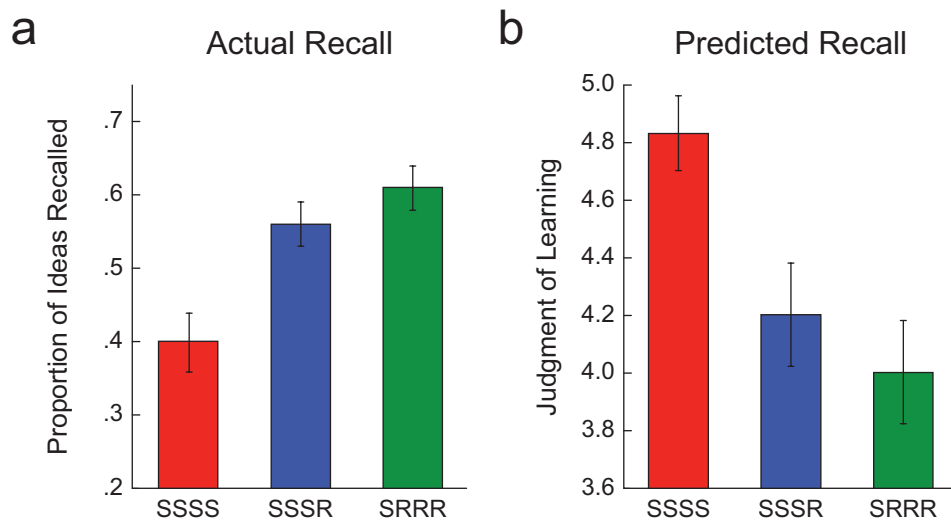 a
Actual Recall
Proportion of Ideas Recalled
.7
.6
.5
.4
.3
.2
SSSS SSSR SRRR
b
Predicted Recall
Judgment of Learning
5.0
4.8
4.6
4.4
4.2
4.0
3.8
3.6
SSSS SSSR SRRR